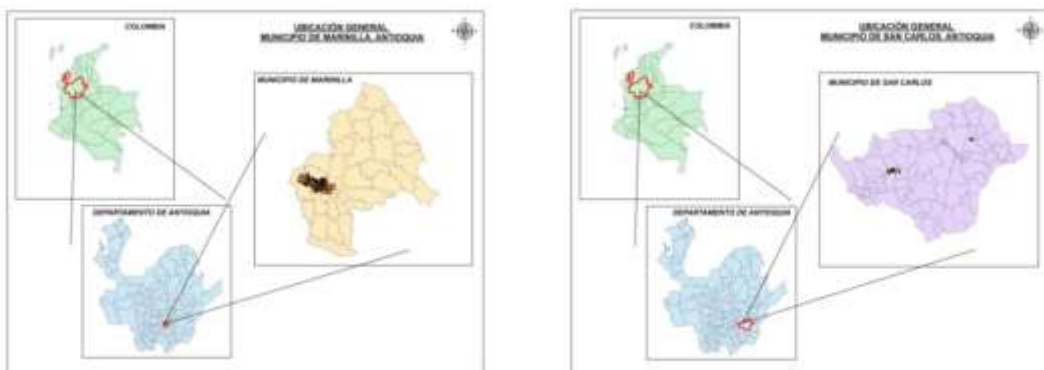 COLOMBIA
UBICACIÓN GENERAL
MUNICIPIO DE MARINILLA, ANTIOQUIA
MUNICIPIO DE MARINILLA
DEPARTAMENTO DE ANTIOQUIA
COLOMBIA
UBICACIÓN GENERAL
MUNICIPIO DE SAN CARLOS, ANTIOQUIA
MUNICIPIO DE SAN CARLOS
DEPARTAMENTO DE ANTIOQUIA